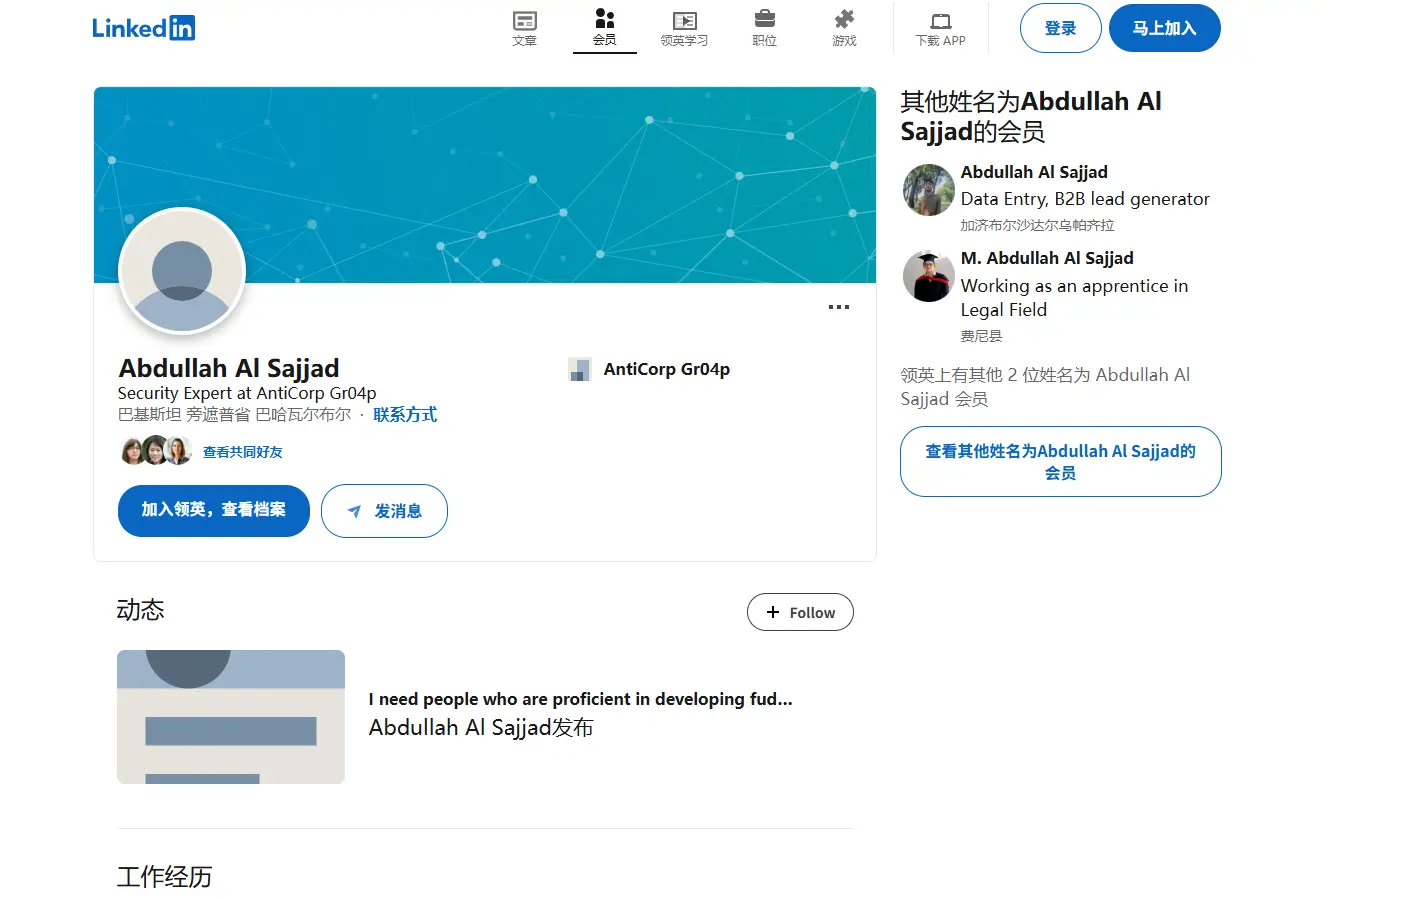 LinkedIn
文章
会员
领英学习
职位
游戏
下载 APP
登录
马上加入
Abdullah Al Sajjad
Security Expert at AntiCorp Gr04p
巴基斯坦 旁遮普省 巴哈瓦尔布尔 · 联系方式
查看共同好友
加入领英，查看档案
发消息
AntiCorp Gr04p
动态
Follow
I need people who are proficient in developing fud...
Abdullah Al Sajjad发布
工作经历
其他姓名为Abdullah Al
Sajjad的会员
Abdullah Al Sajjad
Data Entry, B2B lead generator
加济布尔沙达尔乌帕齐拉
M. Abdullah Al Sajjad
Working as an apprentice in
Legal Field
费尼县
领英上有其他 2 位姓名为 Abdullah Al
Sajjad 会员
查看其他姓名为Abdullah Al Sajjad的
会员